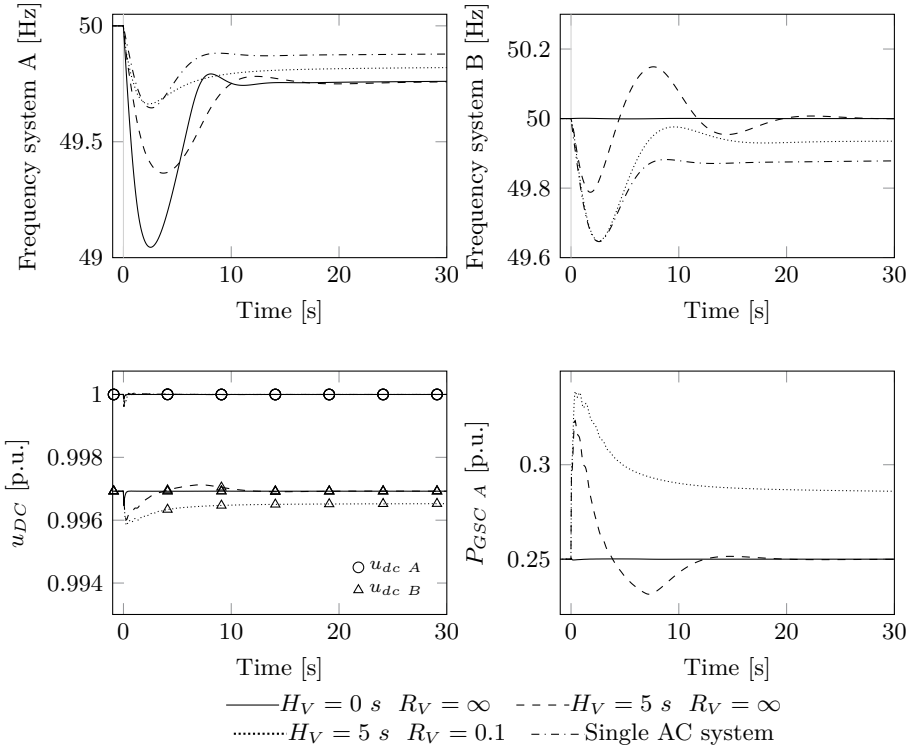 Frequency system A [Hz]
50
49.5
49
0 10 20 30
Time [s]
Frequency system B [Hz]
50.2
50
49.8
49.6
0 10 20 30
Time [s]
u_DC [p.u.]
1
0.998
0.996
0.994
u_dc A
u_dc B
0 10 20 30
Time [s]
P_GSC A [p.u.]
0.3
0.25
0 10 20 30
Time [s]
H_V = 0 s R_V = ∞
H_V = 5 s R_V = ∞
H_V = 5 s R_V = 0.1
Single AC system